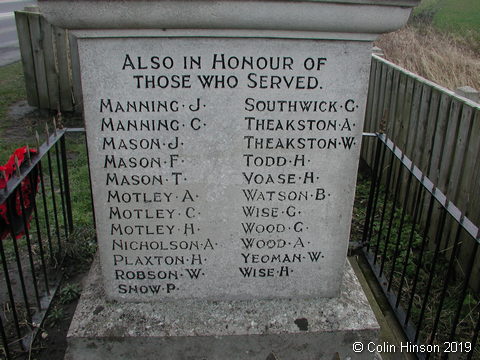 ALSO IN HONOUR OF
THOSE WHO SERVED.
MANNING · J
MANNING · C
MASON · J
MASON · F
MASON · T
MOTLEY · A
MOTLEY · C
MOTLEY · H
NICHOLSON · A
PLAXTON · H
ROBSON · W
SNOW · P
SOUTHWICK · G
THEAKSTON · A
THEAKSTON · W
TODD · H
VOASE · H
WATSON · B
WISE · G
WOOD · G
WOOD · A
YEOMAN · W
WISE · H
© Colin Hinson 2019